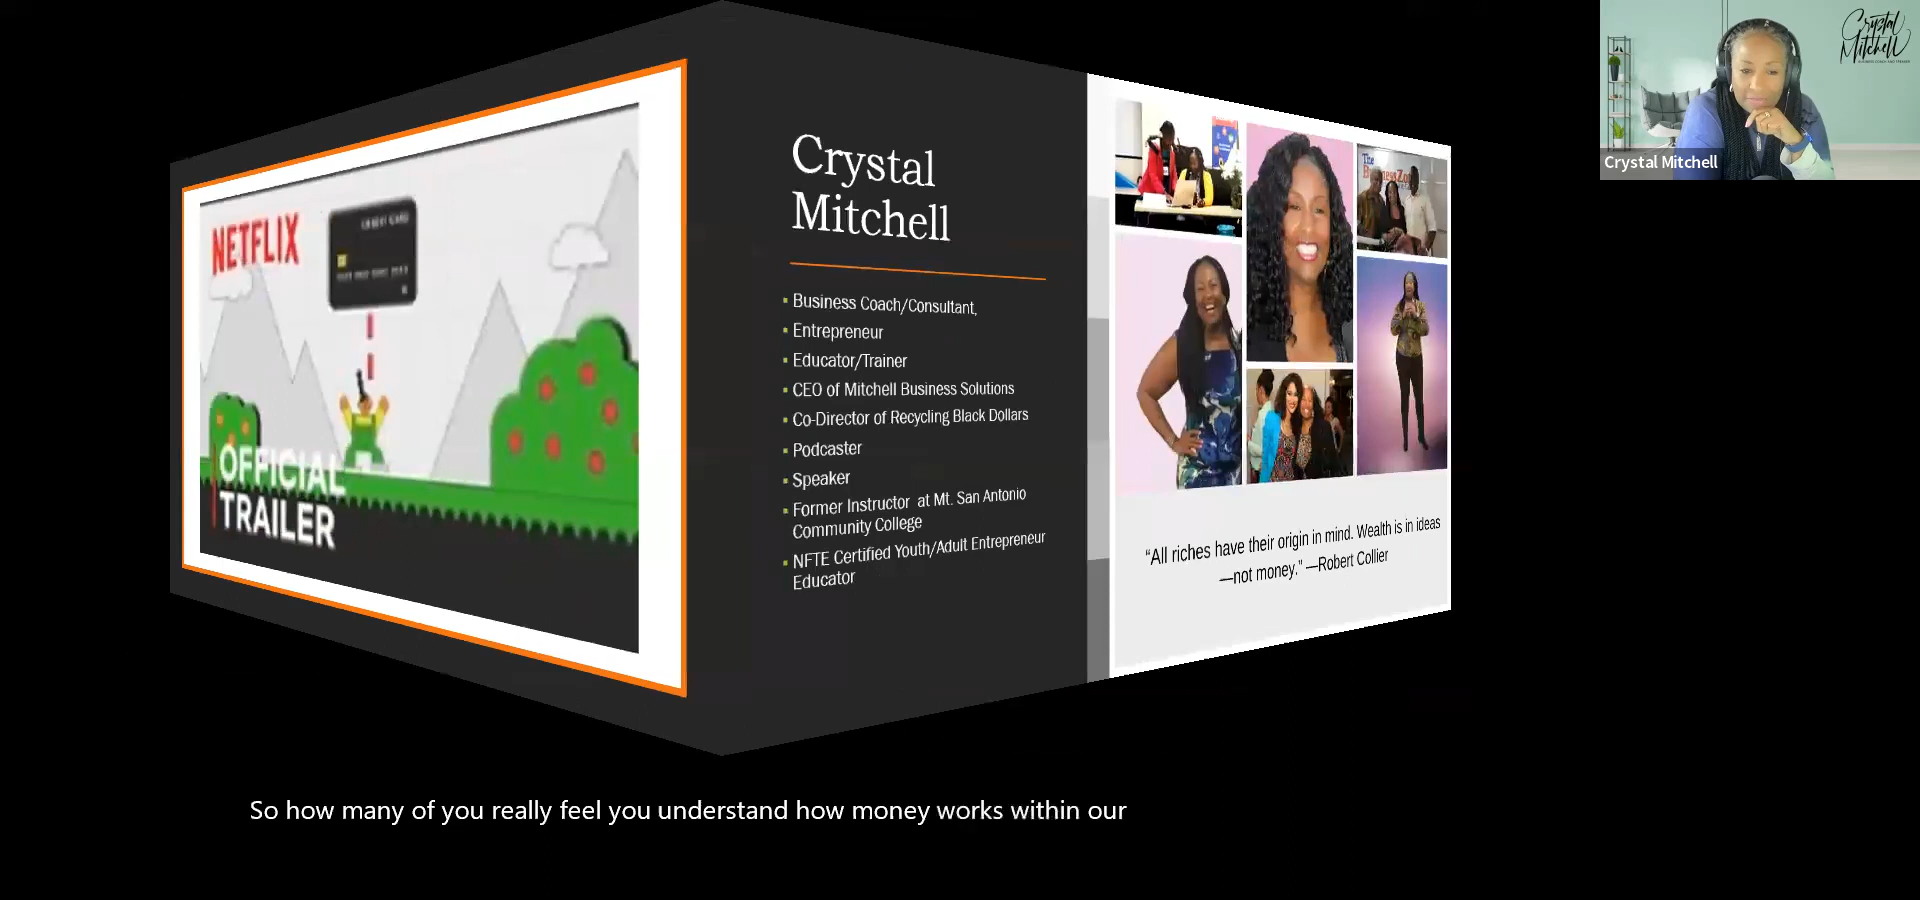 NETFLIX
OFFICIAL
TRAILER
Crystal
Mitchell
Business Coach/Consultant,
Entrepreneur
Educator/Trainer
CEO of Mitchell Business Solutions
Co-Director of Recycling Black Dollars
Podcaster
Speaker
Former Instructor at Mt. San Antonio
Community College
NFTE Certified Youth/Adult Entrepreneur
Educator
The
“All riches have their origin in mind. Wealth is in ideas
—not money.” —Robert Collier
Crystal
Mitchell
Crystal Mitchell
So how many of you really feel you understand how money works within our